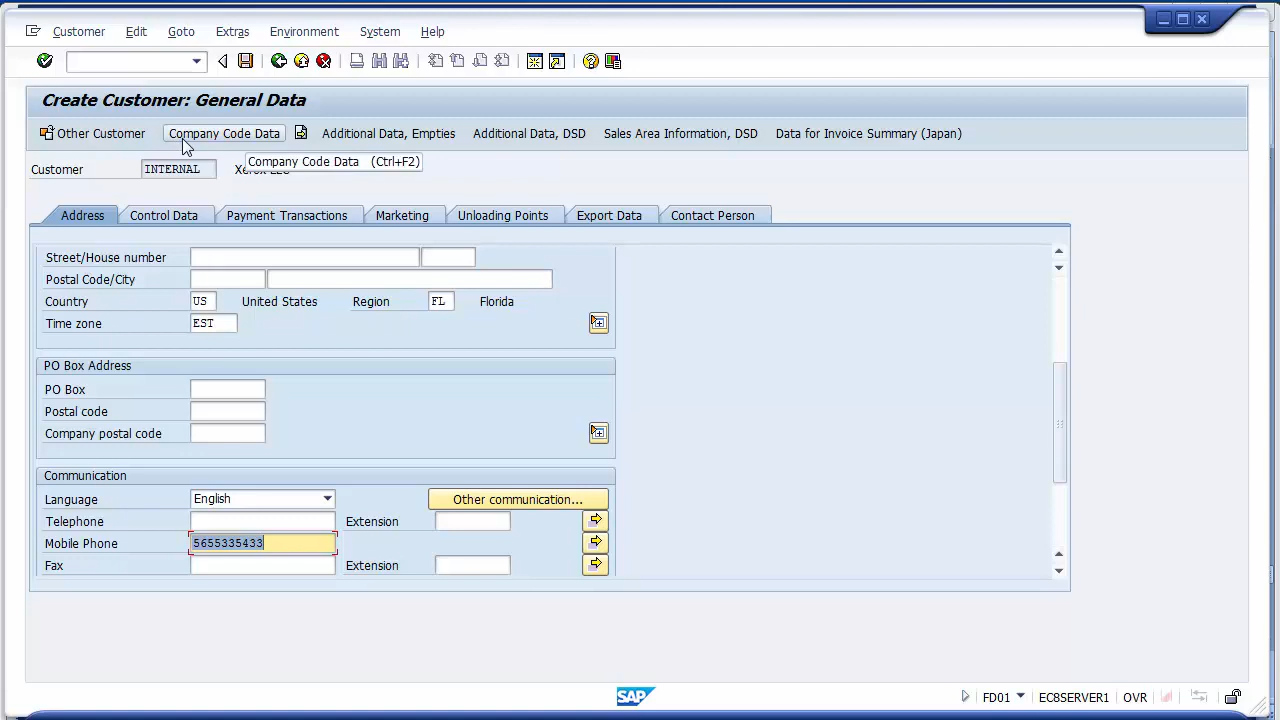 Customer Edit Goto Extras Environment System Help
Create Customer: General Data
Other Customer Company Code Data Additional Data, Empties Additional Data, DSD Sales Area Information, DSD Data for Invoice Summary (Japan)
Company Code Data (Ctrl+F2)
Customer INTERNAL
Address Control Data Payment Transactions Marketing Unloading Points Export Data Contact Person
Street/House number
Postal Code/City
Country US United States Region FL Florida
Time zone EST
PO Box Address
PO Box
Postal code
Company postal code
Communication
Language English Other communication...
Telephone Extension
Mobile Phone 5655335433
Fax Extension
SAP FD01 ECSSERVER1 OVR